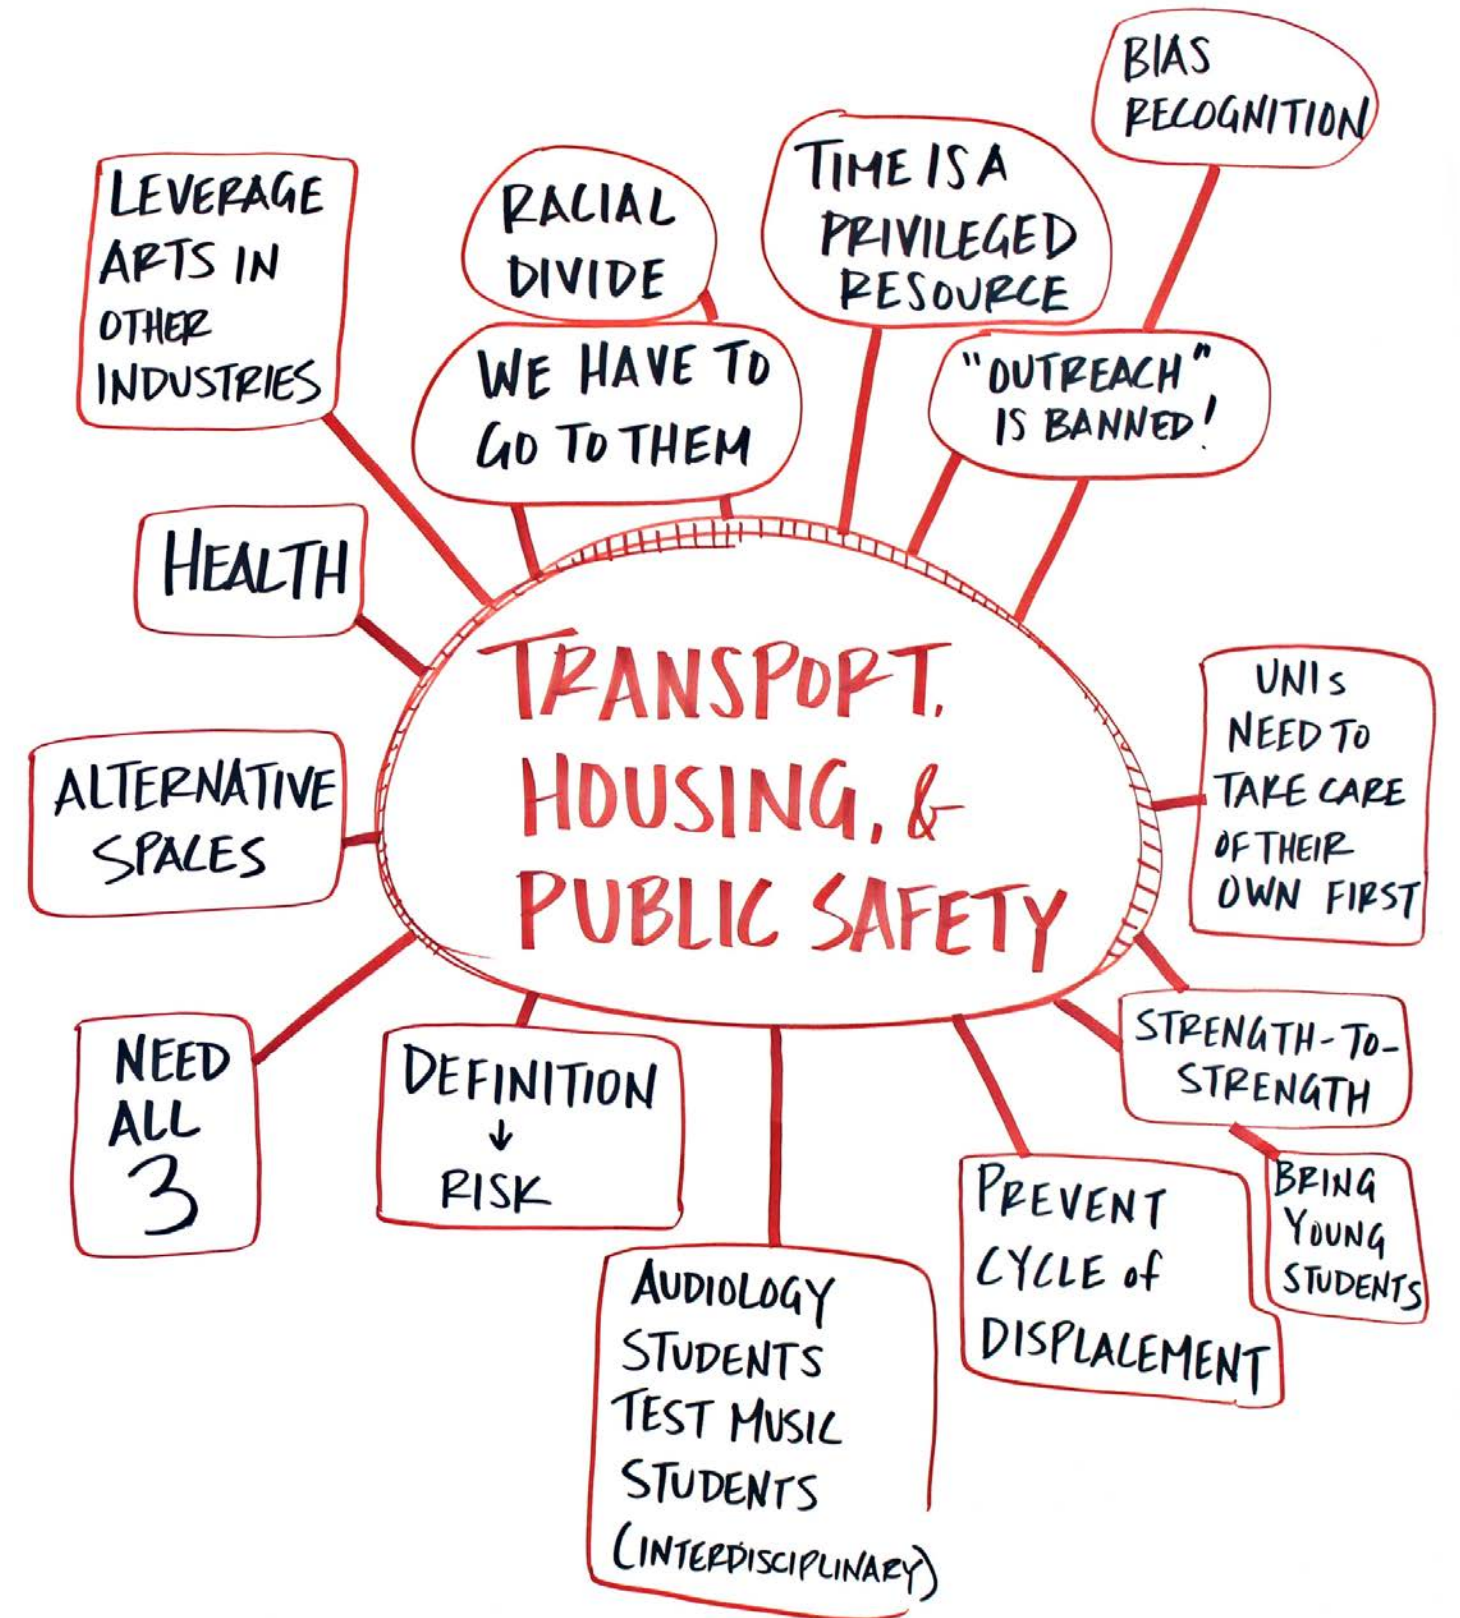 BIAS
RECOGNITION
TIME IS A
PRIVILEGED
RESOURCE
RACIAL
DIVIDE
LEVERAGE
ARTS IN
OTHER
INDUSTRIES
WE HAVE TO
GO TO THEM
"OUTREACH"
IS BANNED!
HEALTH
TRANSPORT,
HOUSING, &
PUBLIC SAFETY
UNIs
NEED TO
TAKE CARE
OF THEIR
OWN FIRST
ALTERNATIVE
SPACES
STRENGTH-TO-
STRENGTH
NEED
ALL
3
DEFINITION
↓
RISK
PREVENT
CYCLE of
DISPLACEMENT
BRING
YOUNG
STUDENTS
AUDIOLOGY
STUDENTS
TEST MUSIC
STUDENTS
(INTERDISCIPLINARY)